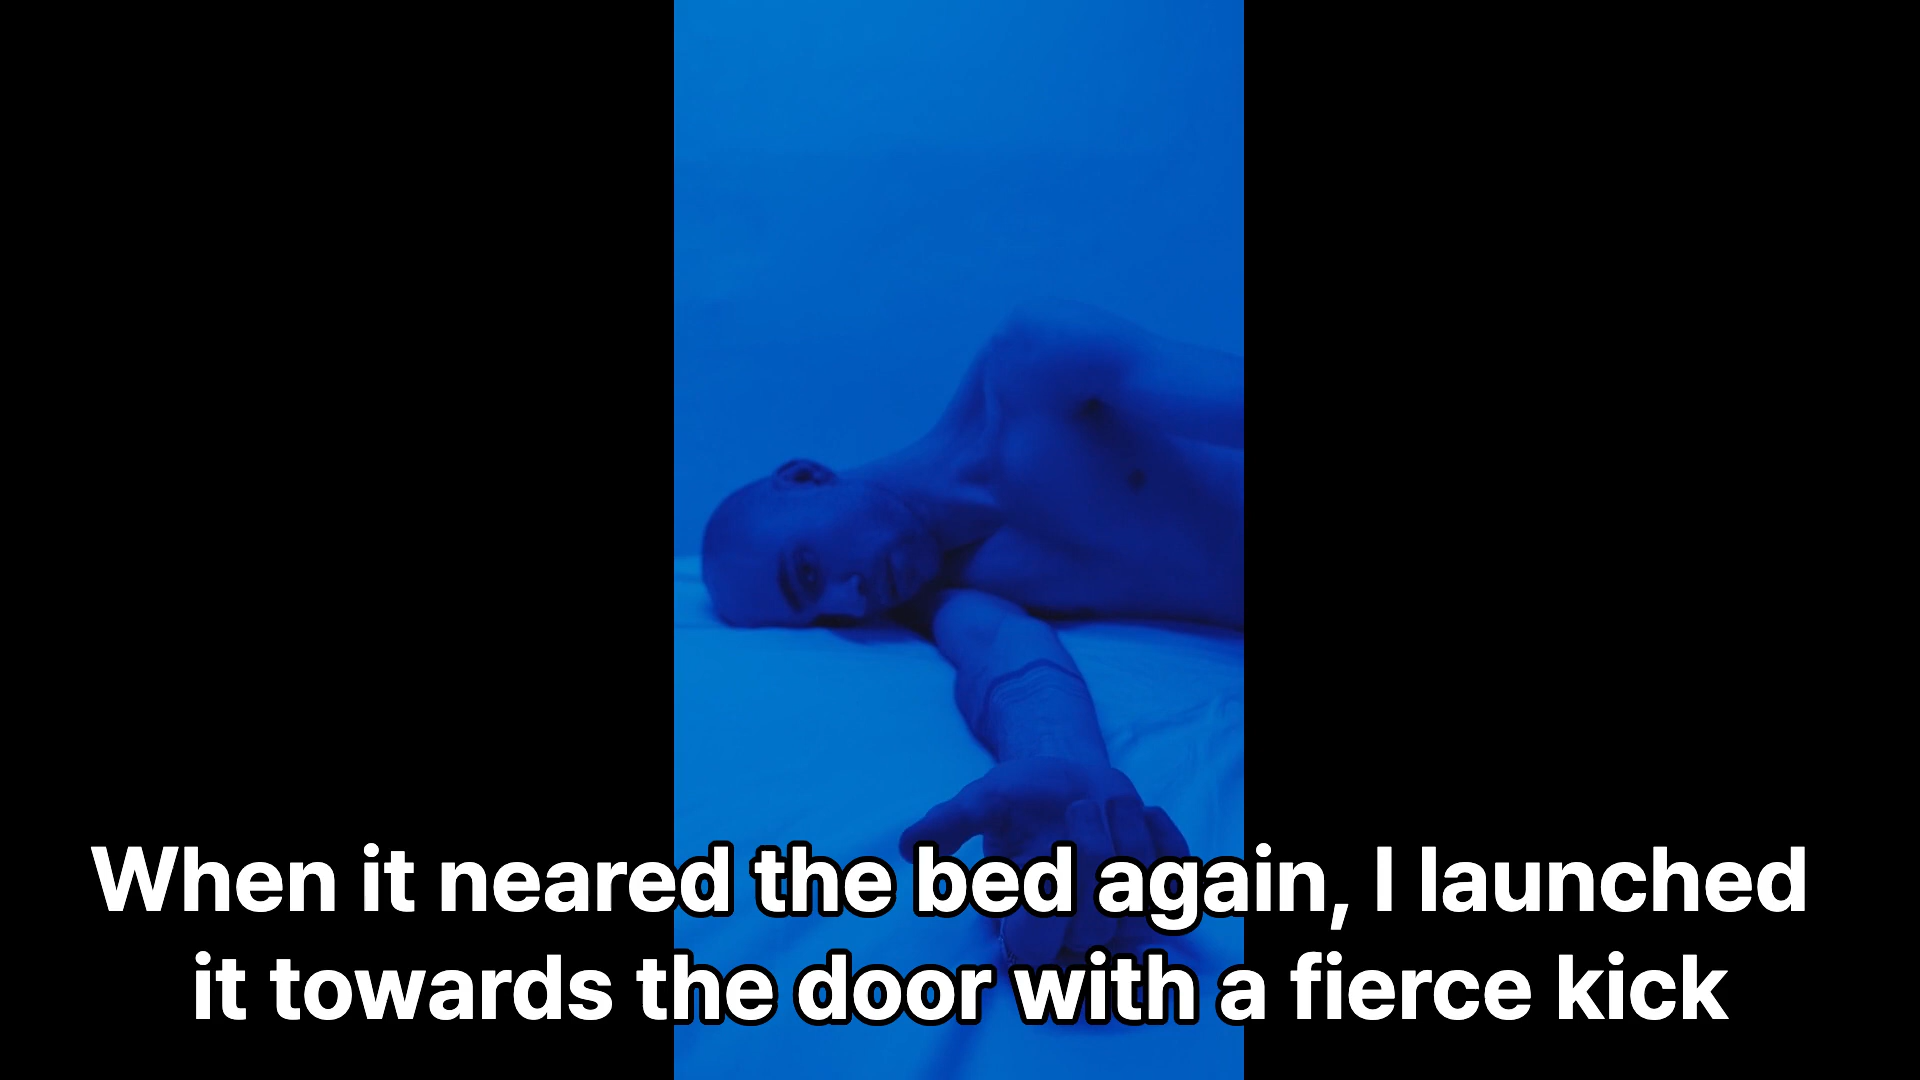 When it neared the bed again, I launched
it towards the door with a fierce kick